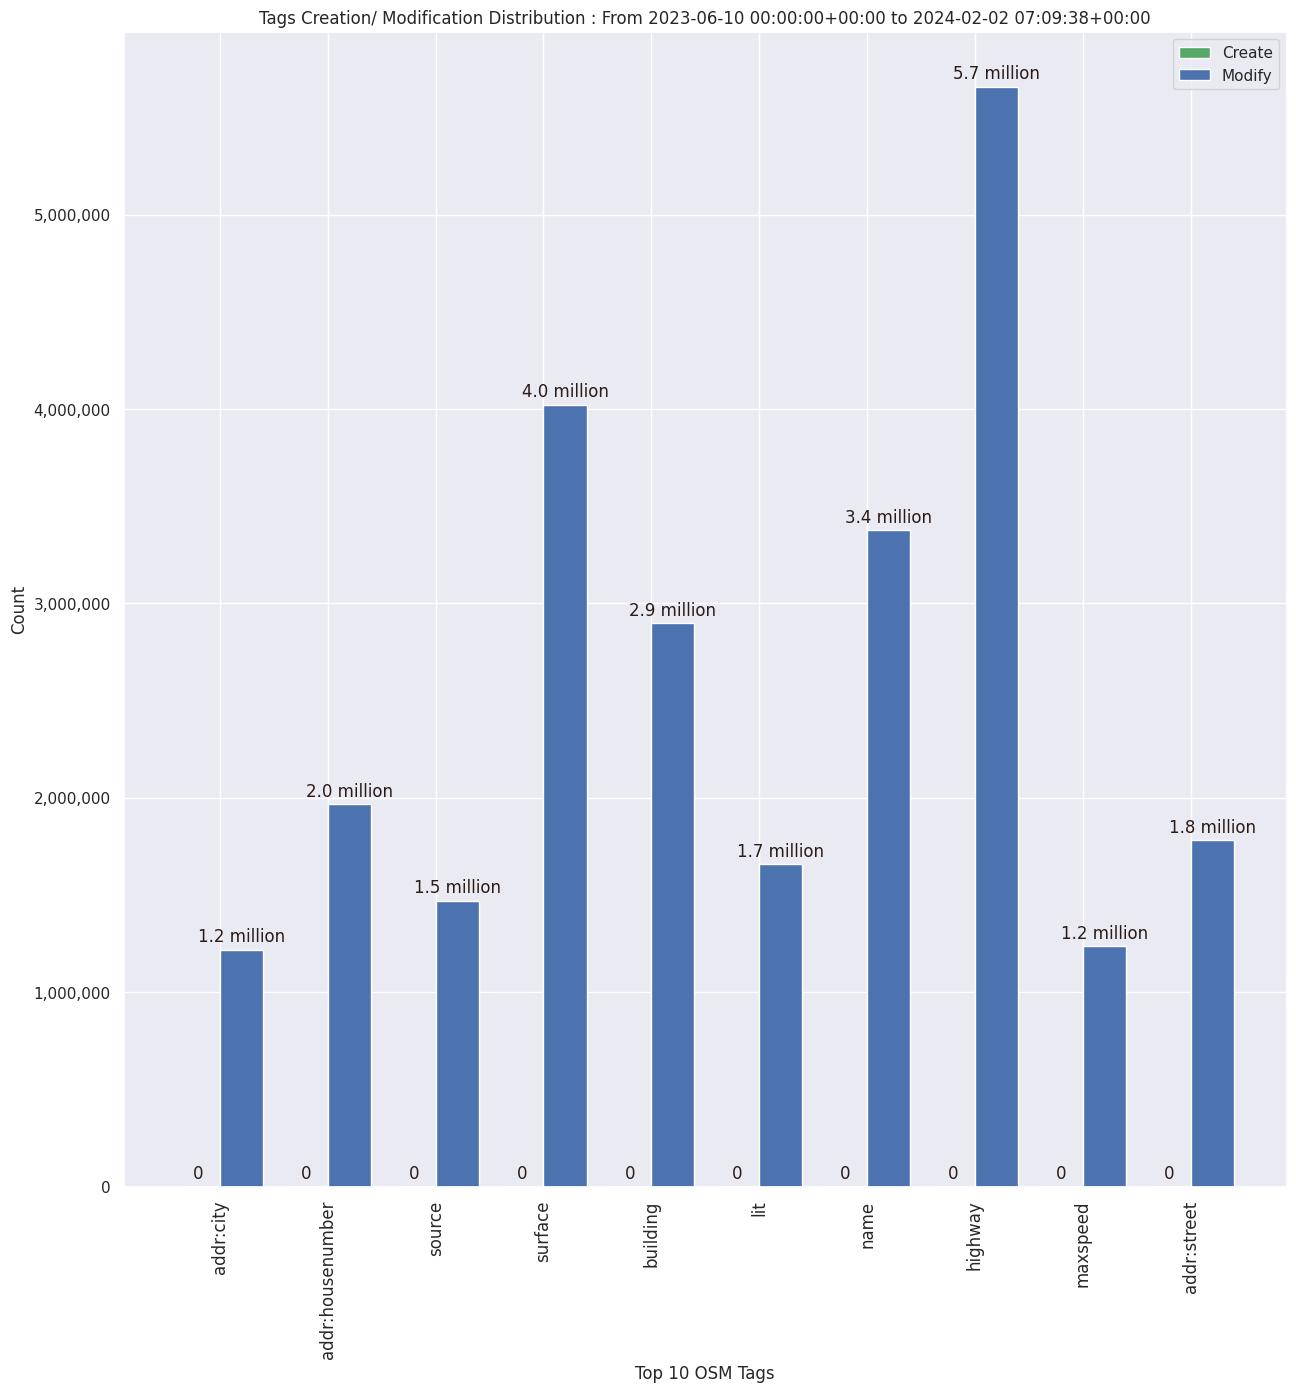 Tags Creation/ Modification Distribution : From 2023-06-10 00:00:00+00:00 to 2024-02-02 07:09:38+00:00
Create
Modify
5.7 million
5,000,000
4.0 million
4,000,000
3.4 million
2.9 million
3,000,000
Count
2.0 million
2,000,000
1.8 million
1.7 million
1.5 million
1.2 million
1.2 million
1,000,000
0
0
0
0
0
0
0
0
0
0
0
addr:city
addr:housenumber
source
surface
building
lit
name
highway
maxspeed
addr:street
Top 10 OSM Tags